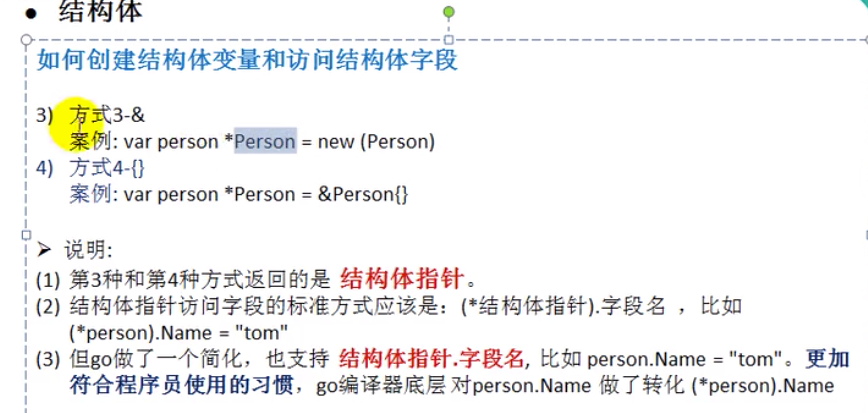 ● 结构体
如何创建结构体变量和访问结构体字段
3) 方式3-&
案例: var person *Person = new (Person)
4) 方式4-{}
案例: var person *Person = &Person{}
➢ 说明:
(1) 第3种和第4种方式返回的是 结构体指针。
(2) 结构体指针访问字段的标准方式应该是：(*结构体指针).字段名 ，比如
(*person).Name = "tom"
(3) 但go做了一个简化，也支持 结构体指针.字段名, 比如 person.Name = "tom"。更加
符合程序员使用的习惯，go编译器底层 对person.Name 做了转化 (*person).Name